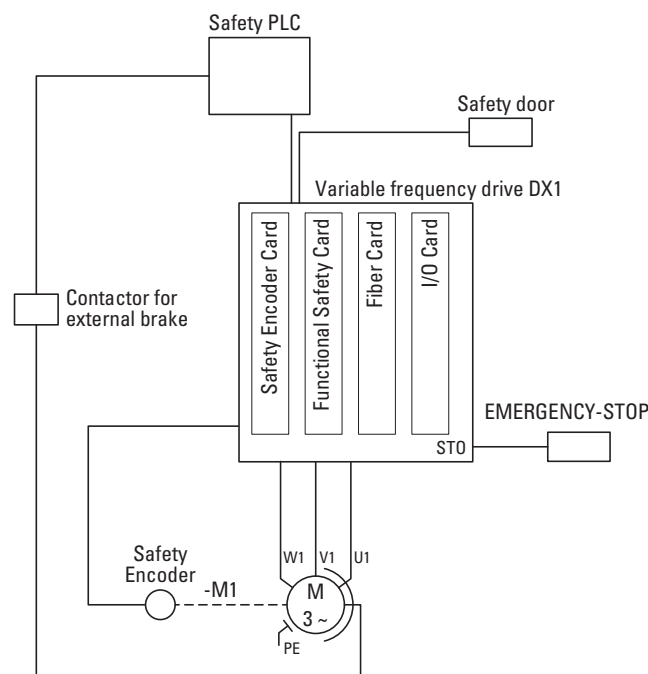 Safety PLC
Safety door
Variable frequency drive DX1
Safety Encoder Card
Functional Safety Card
Fiber Card
I/O Card
Contactor for
external brake
EMERGENCY-STOP
STO
W1
V1
U1
Safety
Encoder
-M1
M
3 ~
PE